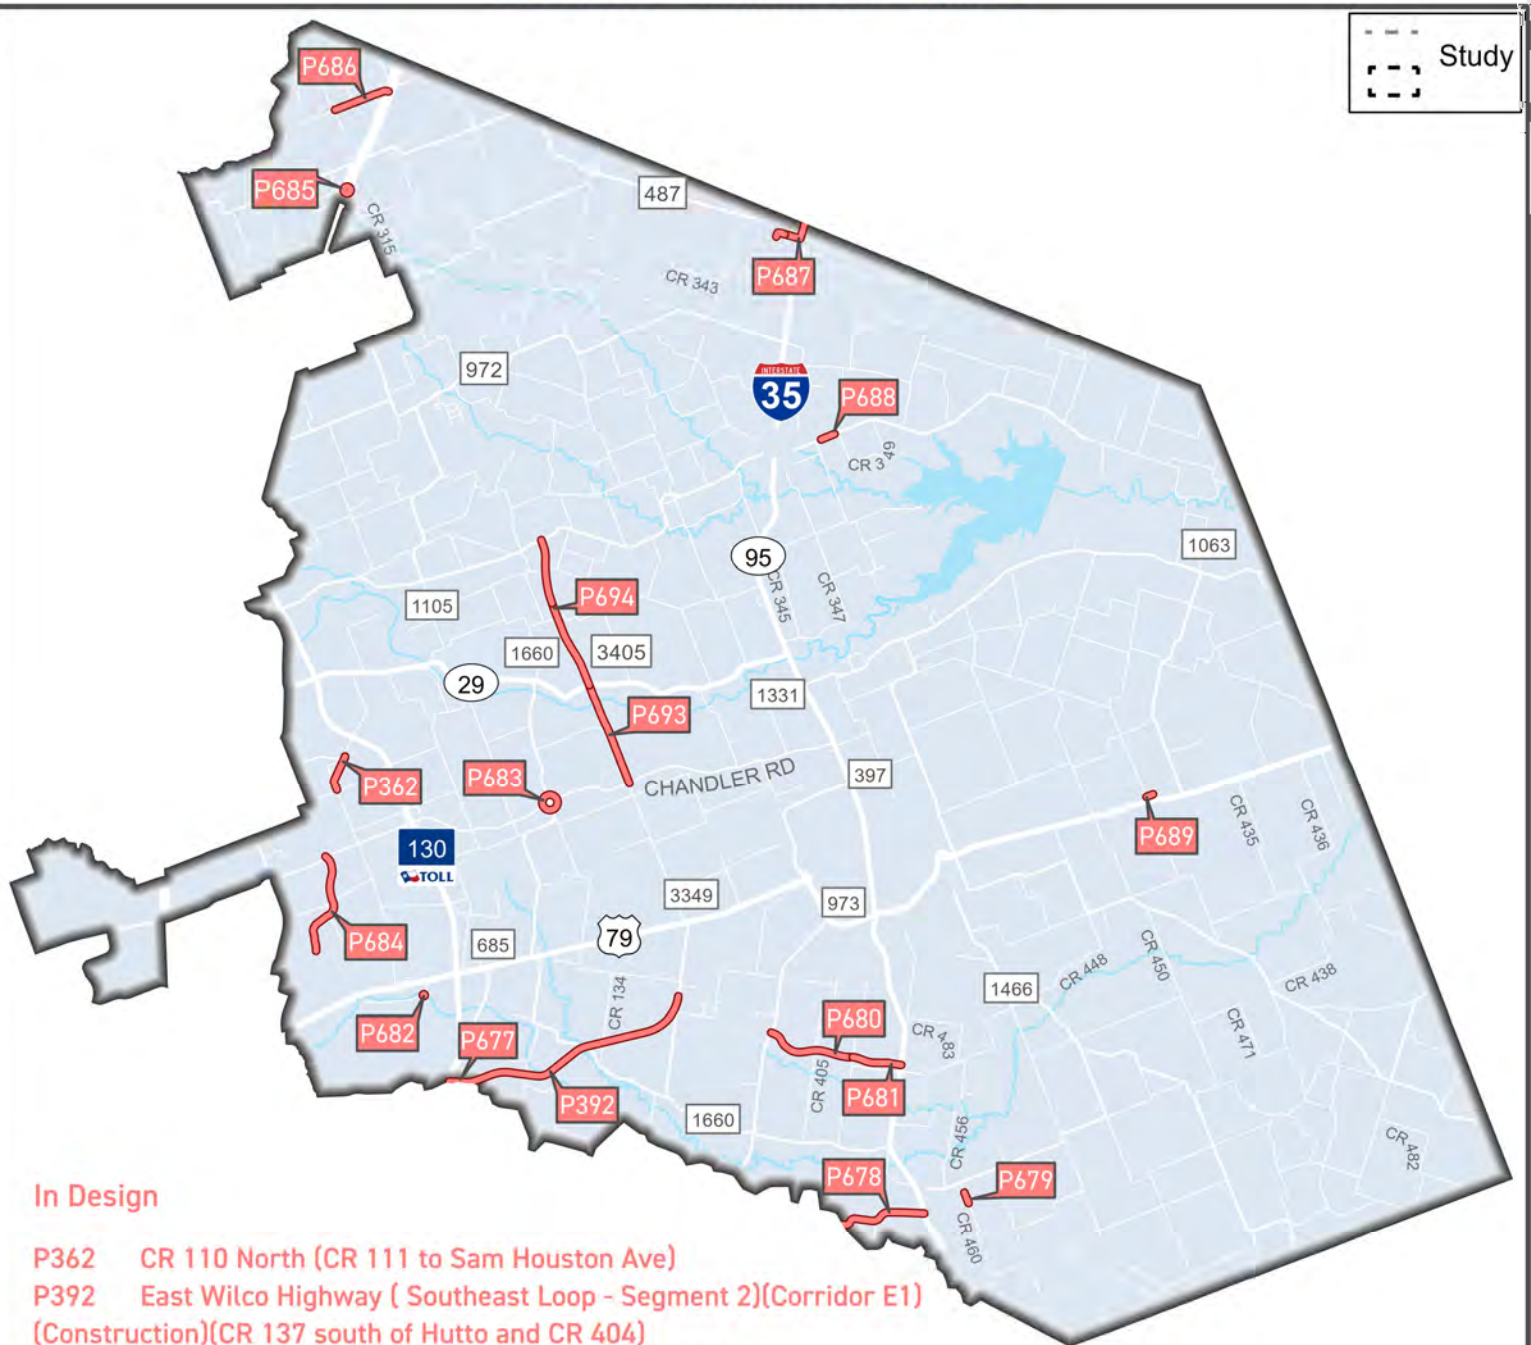 Study
P686
P685
CR 315
487
P687
CR 343
972
INTERSTATE
35
P688
CR 349
1063
95
CR 345
CR 347
P694
1105
1660
3405
29
1331
P693
P362
P683
CHANDLER RD
397
P689
CR 435
CR 436
130
TOLL
3349
973
P684
685
79
CR 134
CR 450
CR 448
CR 438
1466
P682
P677
P680
CR 483
CR 471
P392
CR 405
P681
1660
CR 456
CR 482
P678
P679
CR 460
In Design
P362 CR 110 North (CR 111 to Sam Houston Ave)
P392 East Wilco Highway ( Southeast Loop - Segment 2)(Corridor E1)
(Construction)(CR 137 south of Hutto and CR 404)